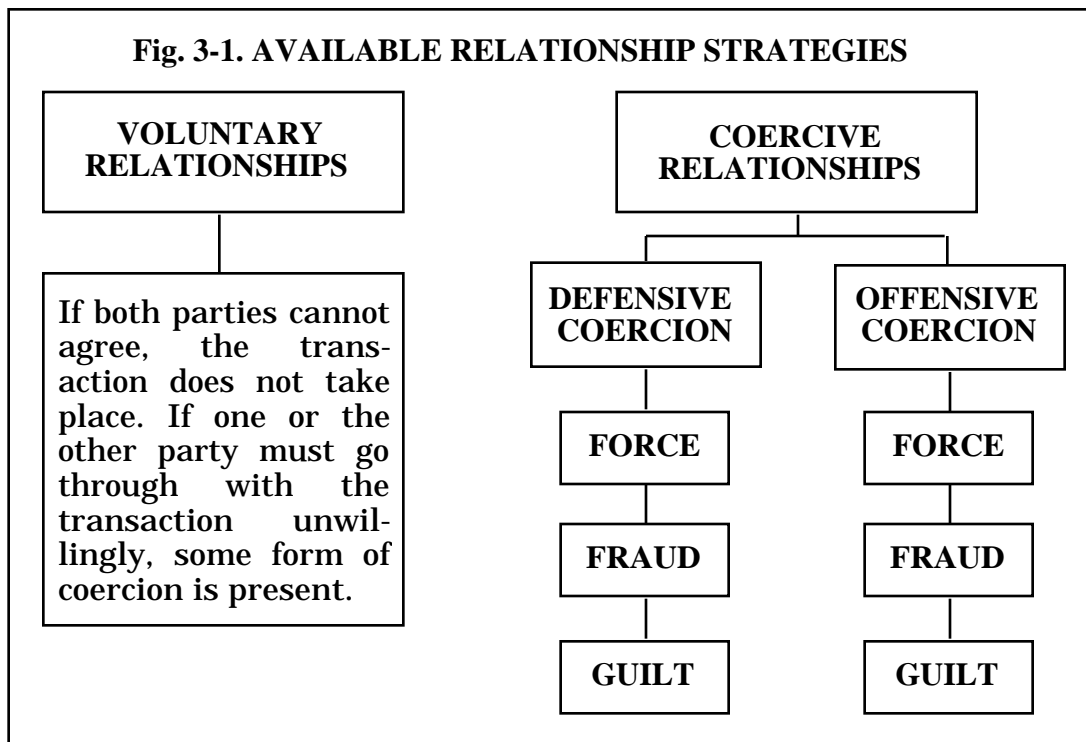 Fig. 3-1. AVAILABLE RELATIONSHIP STRATEGIES
VOLUNTARY
RELATIONSHIPS
If both parties cannot
agree, the trans-
action does not take
place. If one or the
other party must go
through with the
transaction unwil-
lingly, some form of
coercion is present.
COERCIVE
RELATIONSHIPS
DEFENSIVE
COERCION
FORCE
FRAUD
GUILT
OFFENSIVE
COERCION
FORCE
FRAUD
GUILT